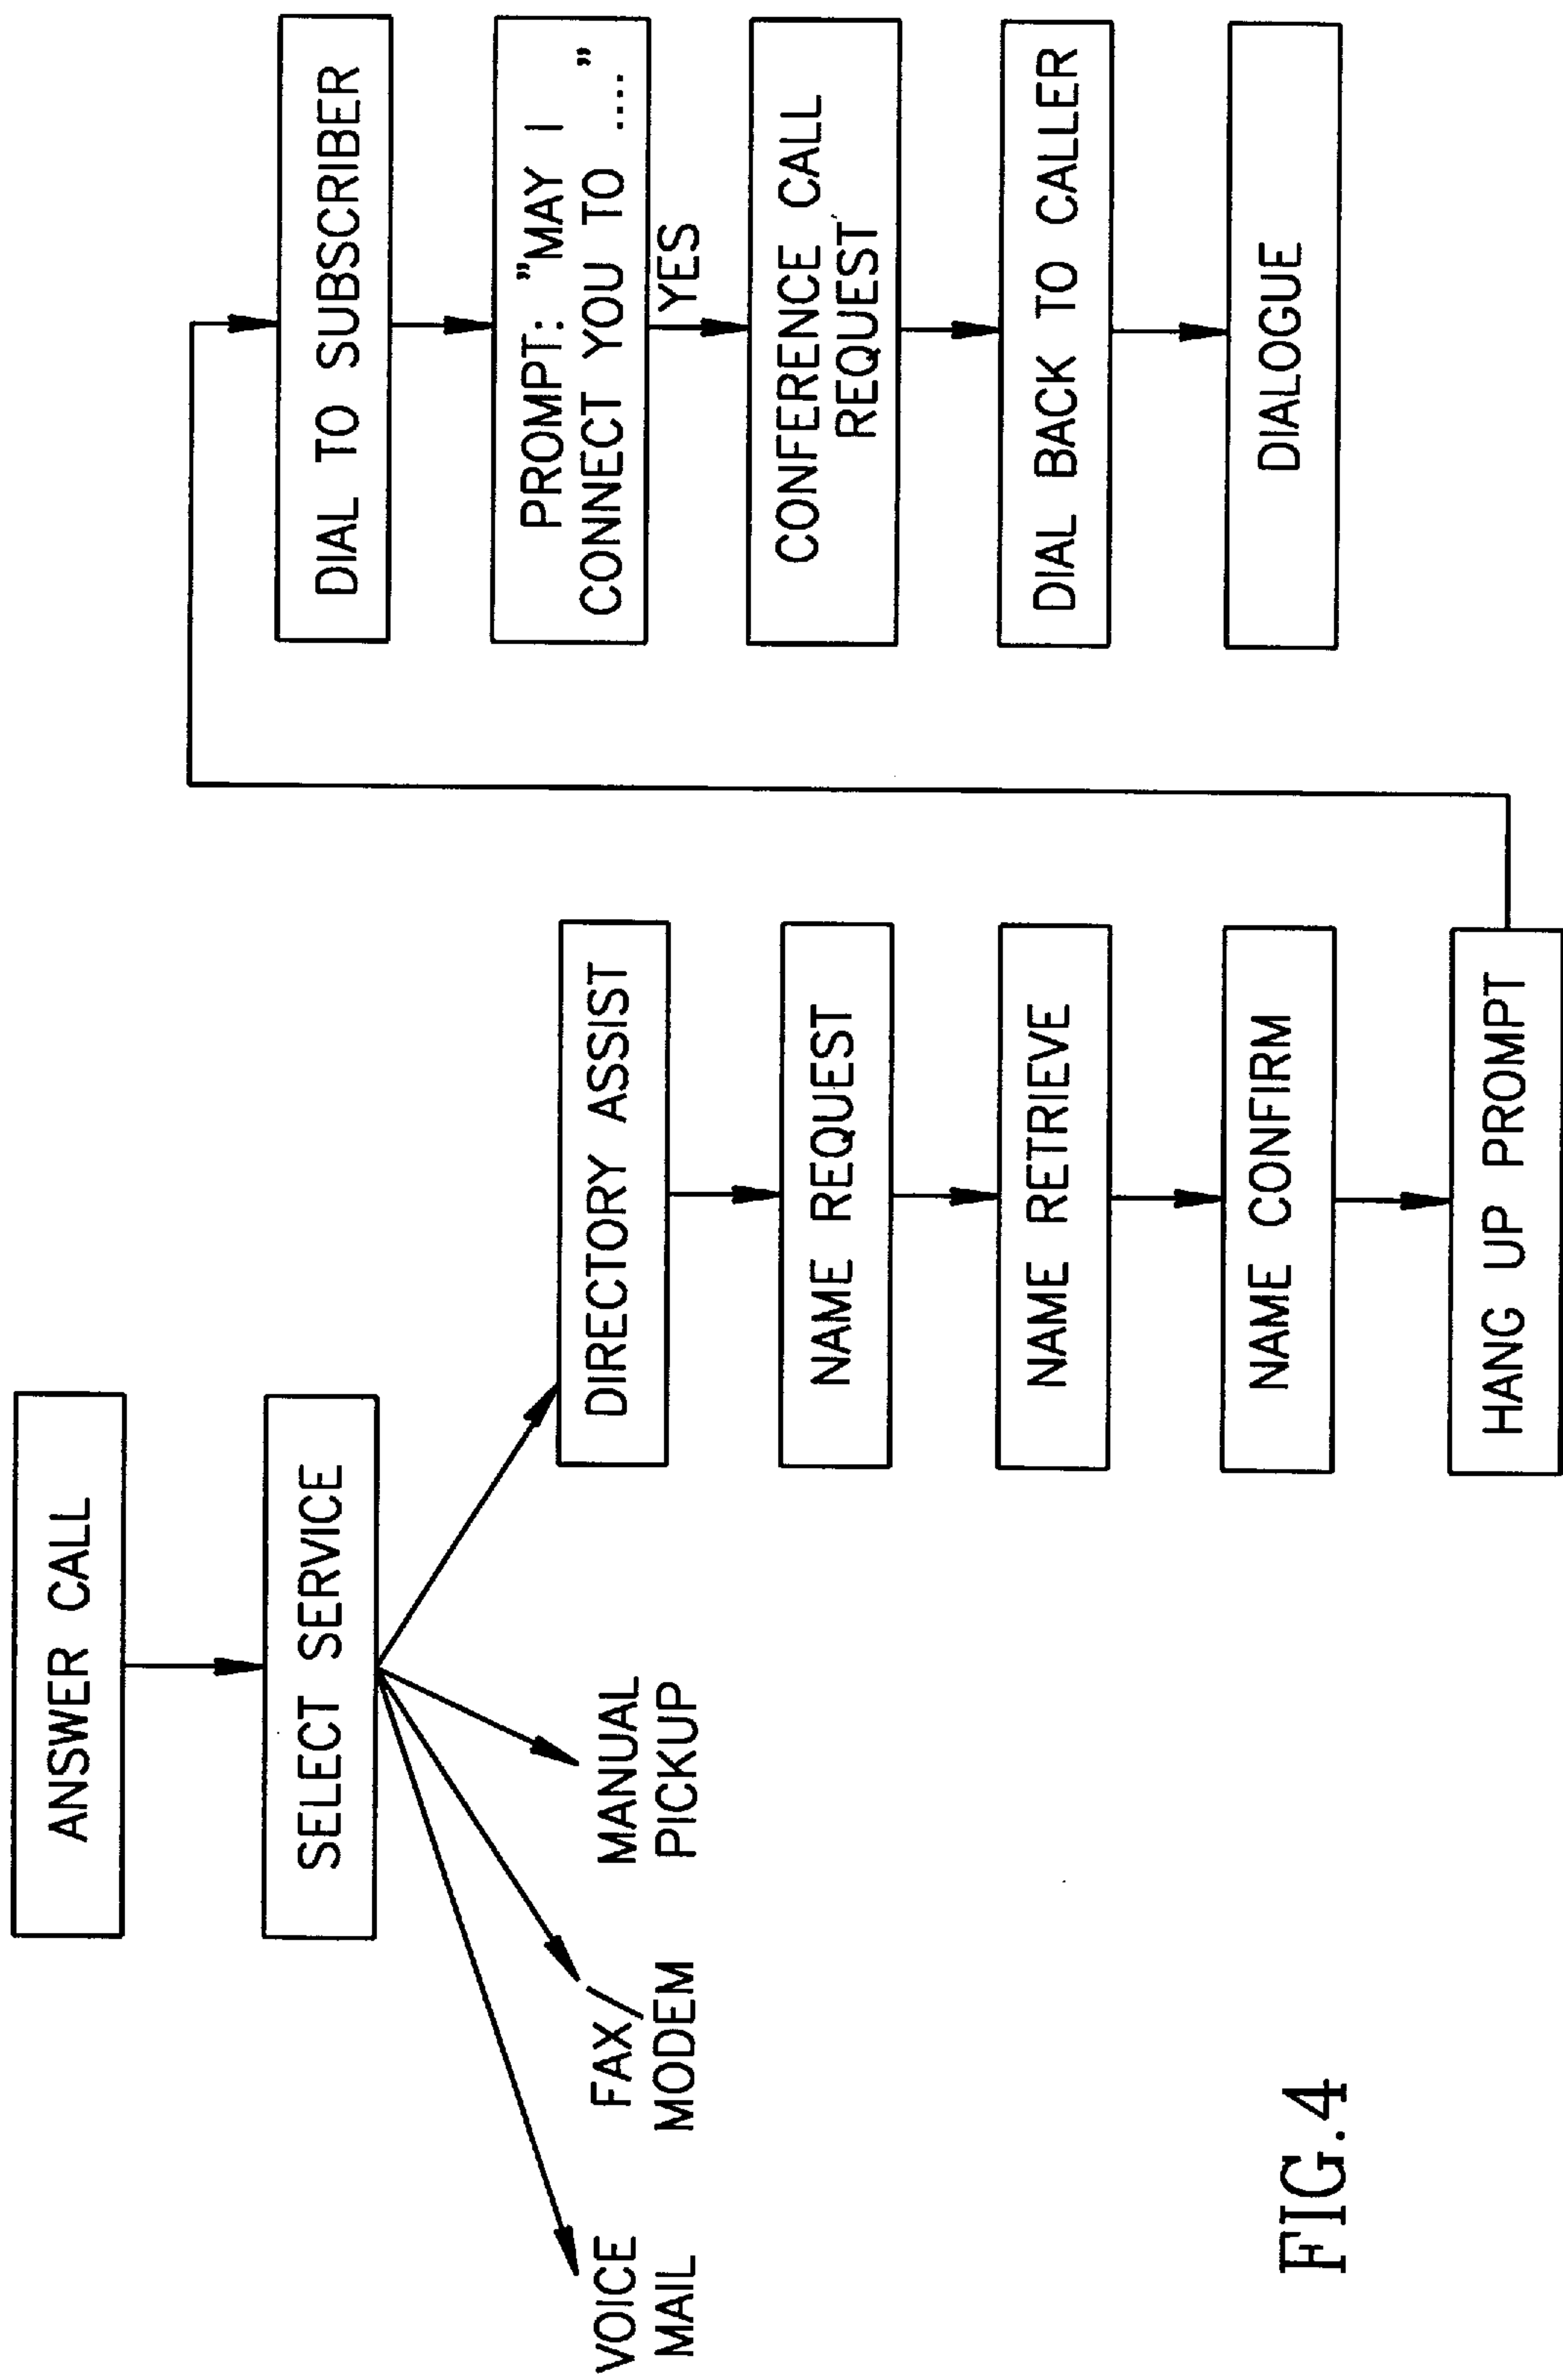 ANSWER CALL
SELECT SERVICE
VOICE
MAIL
FAX/
MODEM
MANUAL
PICKUP
DIRECTORY ASSIST
NAME REQUEST
NAME RETRIEVE
NAME CONFIRM
HANG UP PROMPT
DIAL TO SUBSCRIBER
PROMPT: "MAY I
CONNECT YOU TO ...."
YES
CONFERENCE CALL
REQUEST
DIAL BACK TO CALLER
DIALOGUE
FIG.4